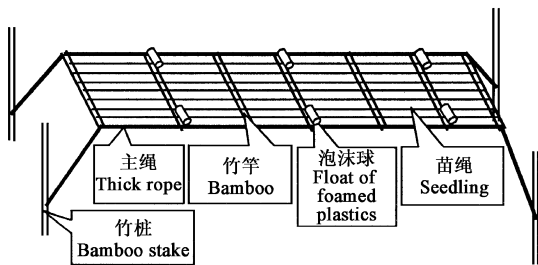 主绳
Thick rope
竹竿
Bamboo
泡沫球
Float of
foamed
plastics
苗绳
Seedling
竹桩
Bamboo stake